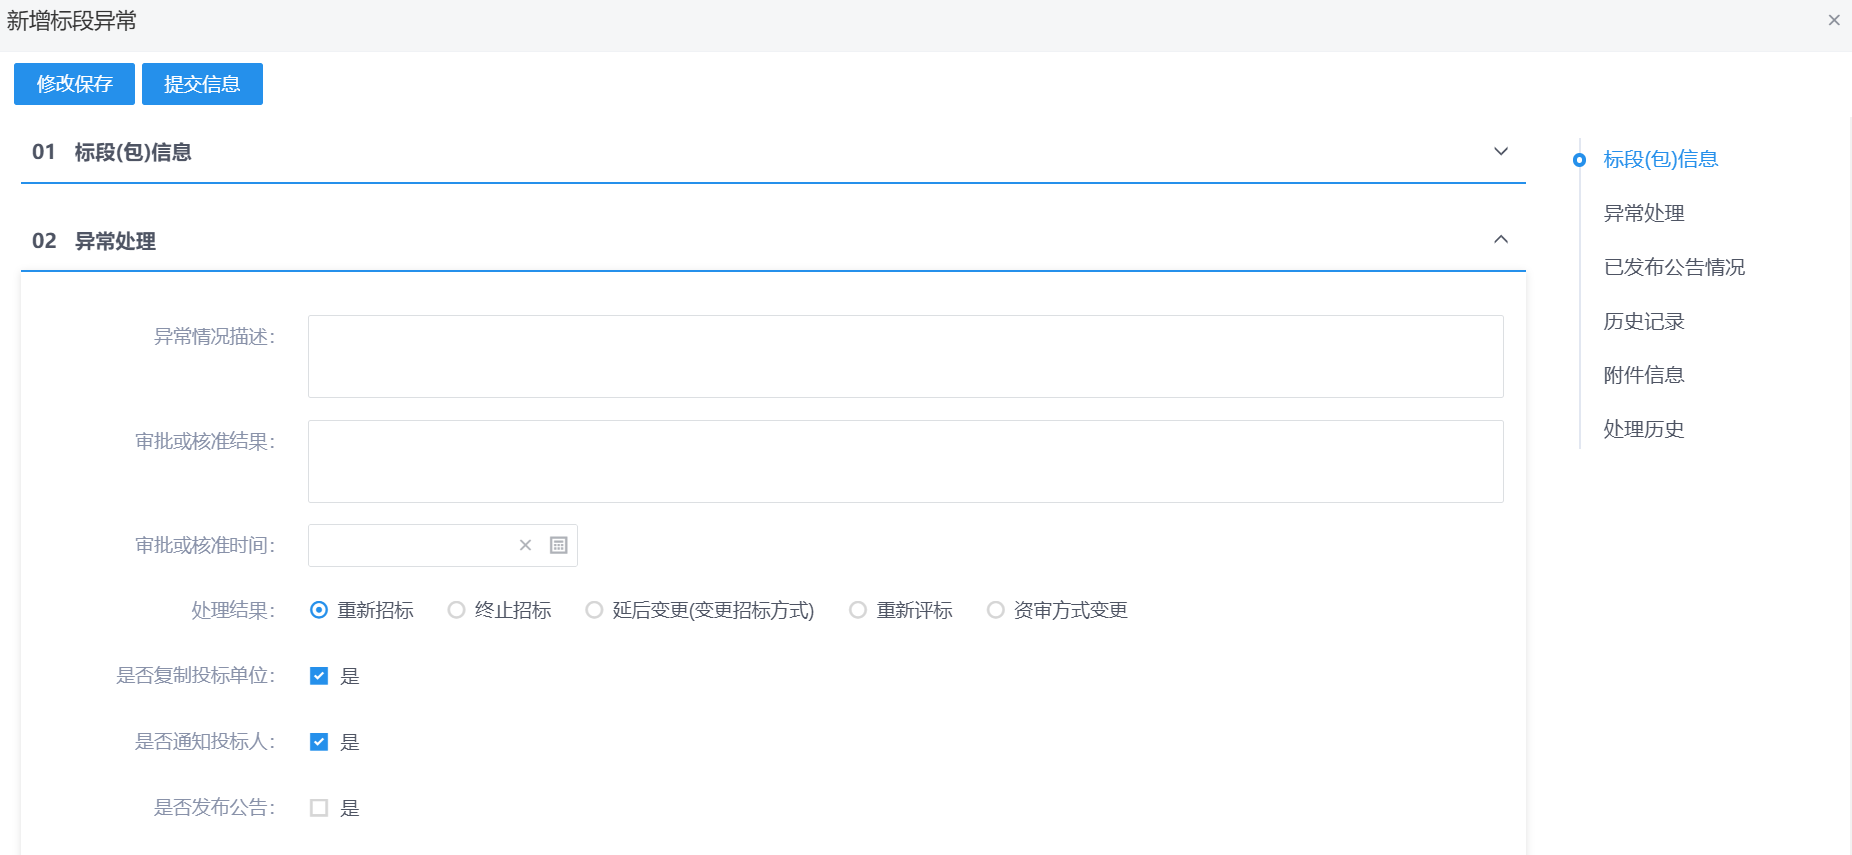 新增标段异常
修改保存 提交信息
01 标段(包)信息
02 异常处理
异常情况描述：
审批或核准结果：
审批或核准时间：
处理结果： 重新招标 终止招标 延后变更(变更招标方式) 重新评标 资审方式变更
是否复制投标单位： 是
是否通知投标人： 是
是否发布公告： 是
标段(包)信息
异常处理
已发布公告情况
历史记录
附件信息
处理历史